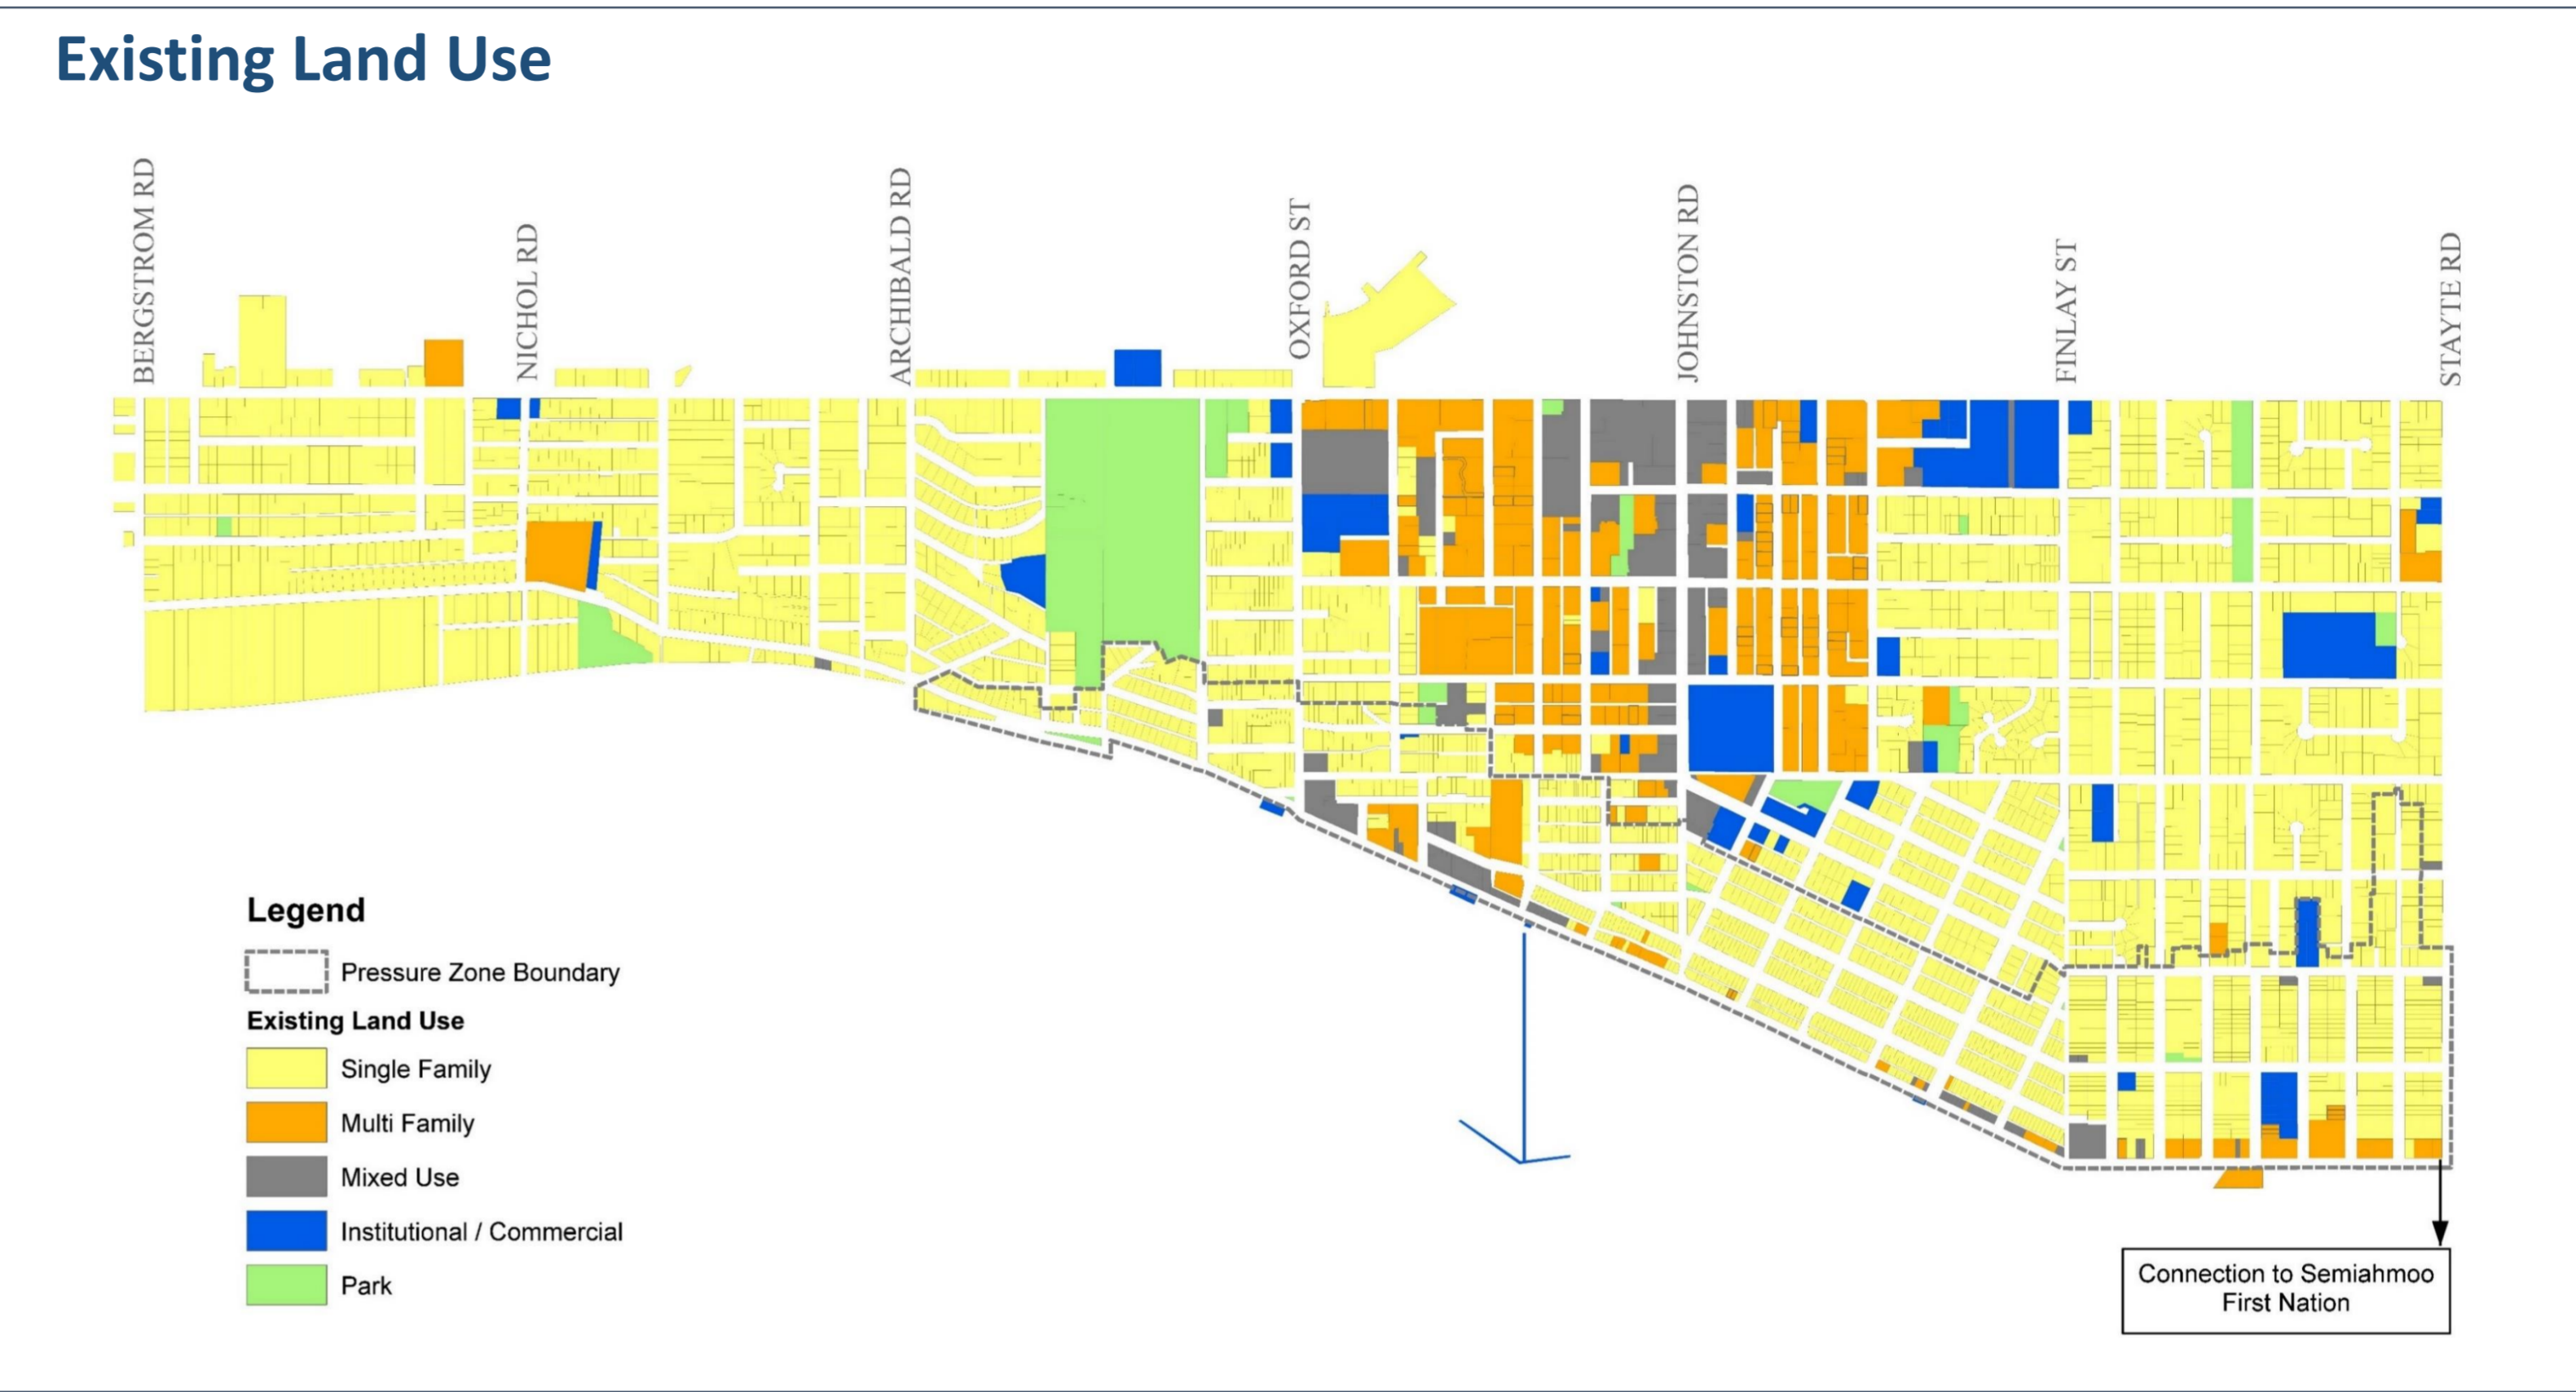 Existing Land Use
BERGSTROM RD
NICHOL RD
ARCHIBALD RD
OXFORD ST
JOHNSTON RD
FINLAY ST
STAYTE RD
Legend
Pressure Zone Boundary
Existing Land Use
Single Family
Multi Family
Mixed Use
Institutional / Commercial
Park
Connection to Semiahmoo
First Nation